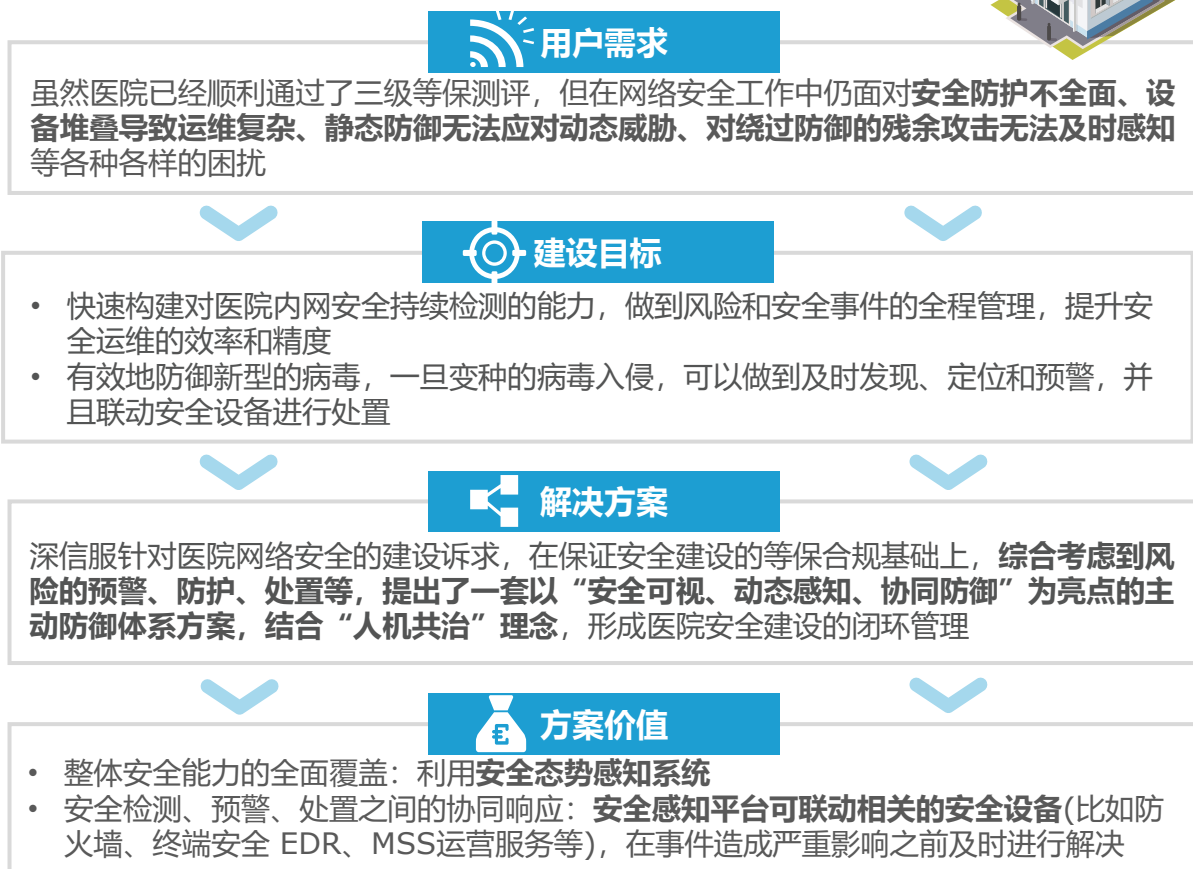 用户需求
虽然医院已经顺利通过了三级等保测评，但在网络安全工作中仍面对安全防护不全面、设
备堆叠导致运维复杂、静态防御无法应对动态威胁、对绕过防御的残余攻击无法及时感知
等各种各样的困扰
建设目标
• 快速构建对医院内网安全持续检测的能力，做到风险和安全事件的全程管理，提升安
全运维的效率和精度
• 有效地防御新型的病毒，一旦变种的病毒入侵，可以做到及时发现、定位和预警，并
且联动安全设备进行处置
解决方案
深信服针对医院网络安全的建设诉求，在保证安全建设的等保合规基础上，综合考虑到风
险的预警、防护、处置等，提出了一套以“安全可视、动态感知、协同防御”为亮点的主
动防御体系方案，结合“人机共治”理念，形成医院安全建设的闭环管理
方案价值
• 整体安全能力的全面覆盖：利用安全态势感知系统
• 安全检测、预警、处置之间的协同响应：安全感知平台可联动相关的安全设备(比如防
火墙、终端安全 EDR、MSS运营服务等)，在事件造成严重影响之前及时进行解决